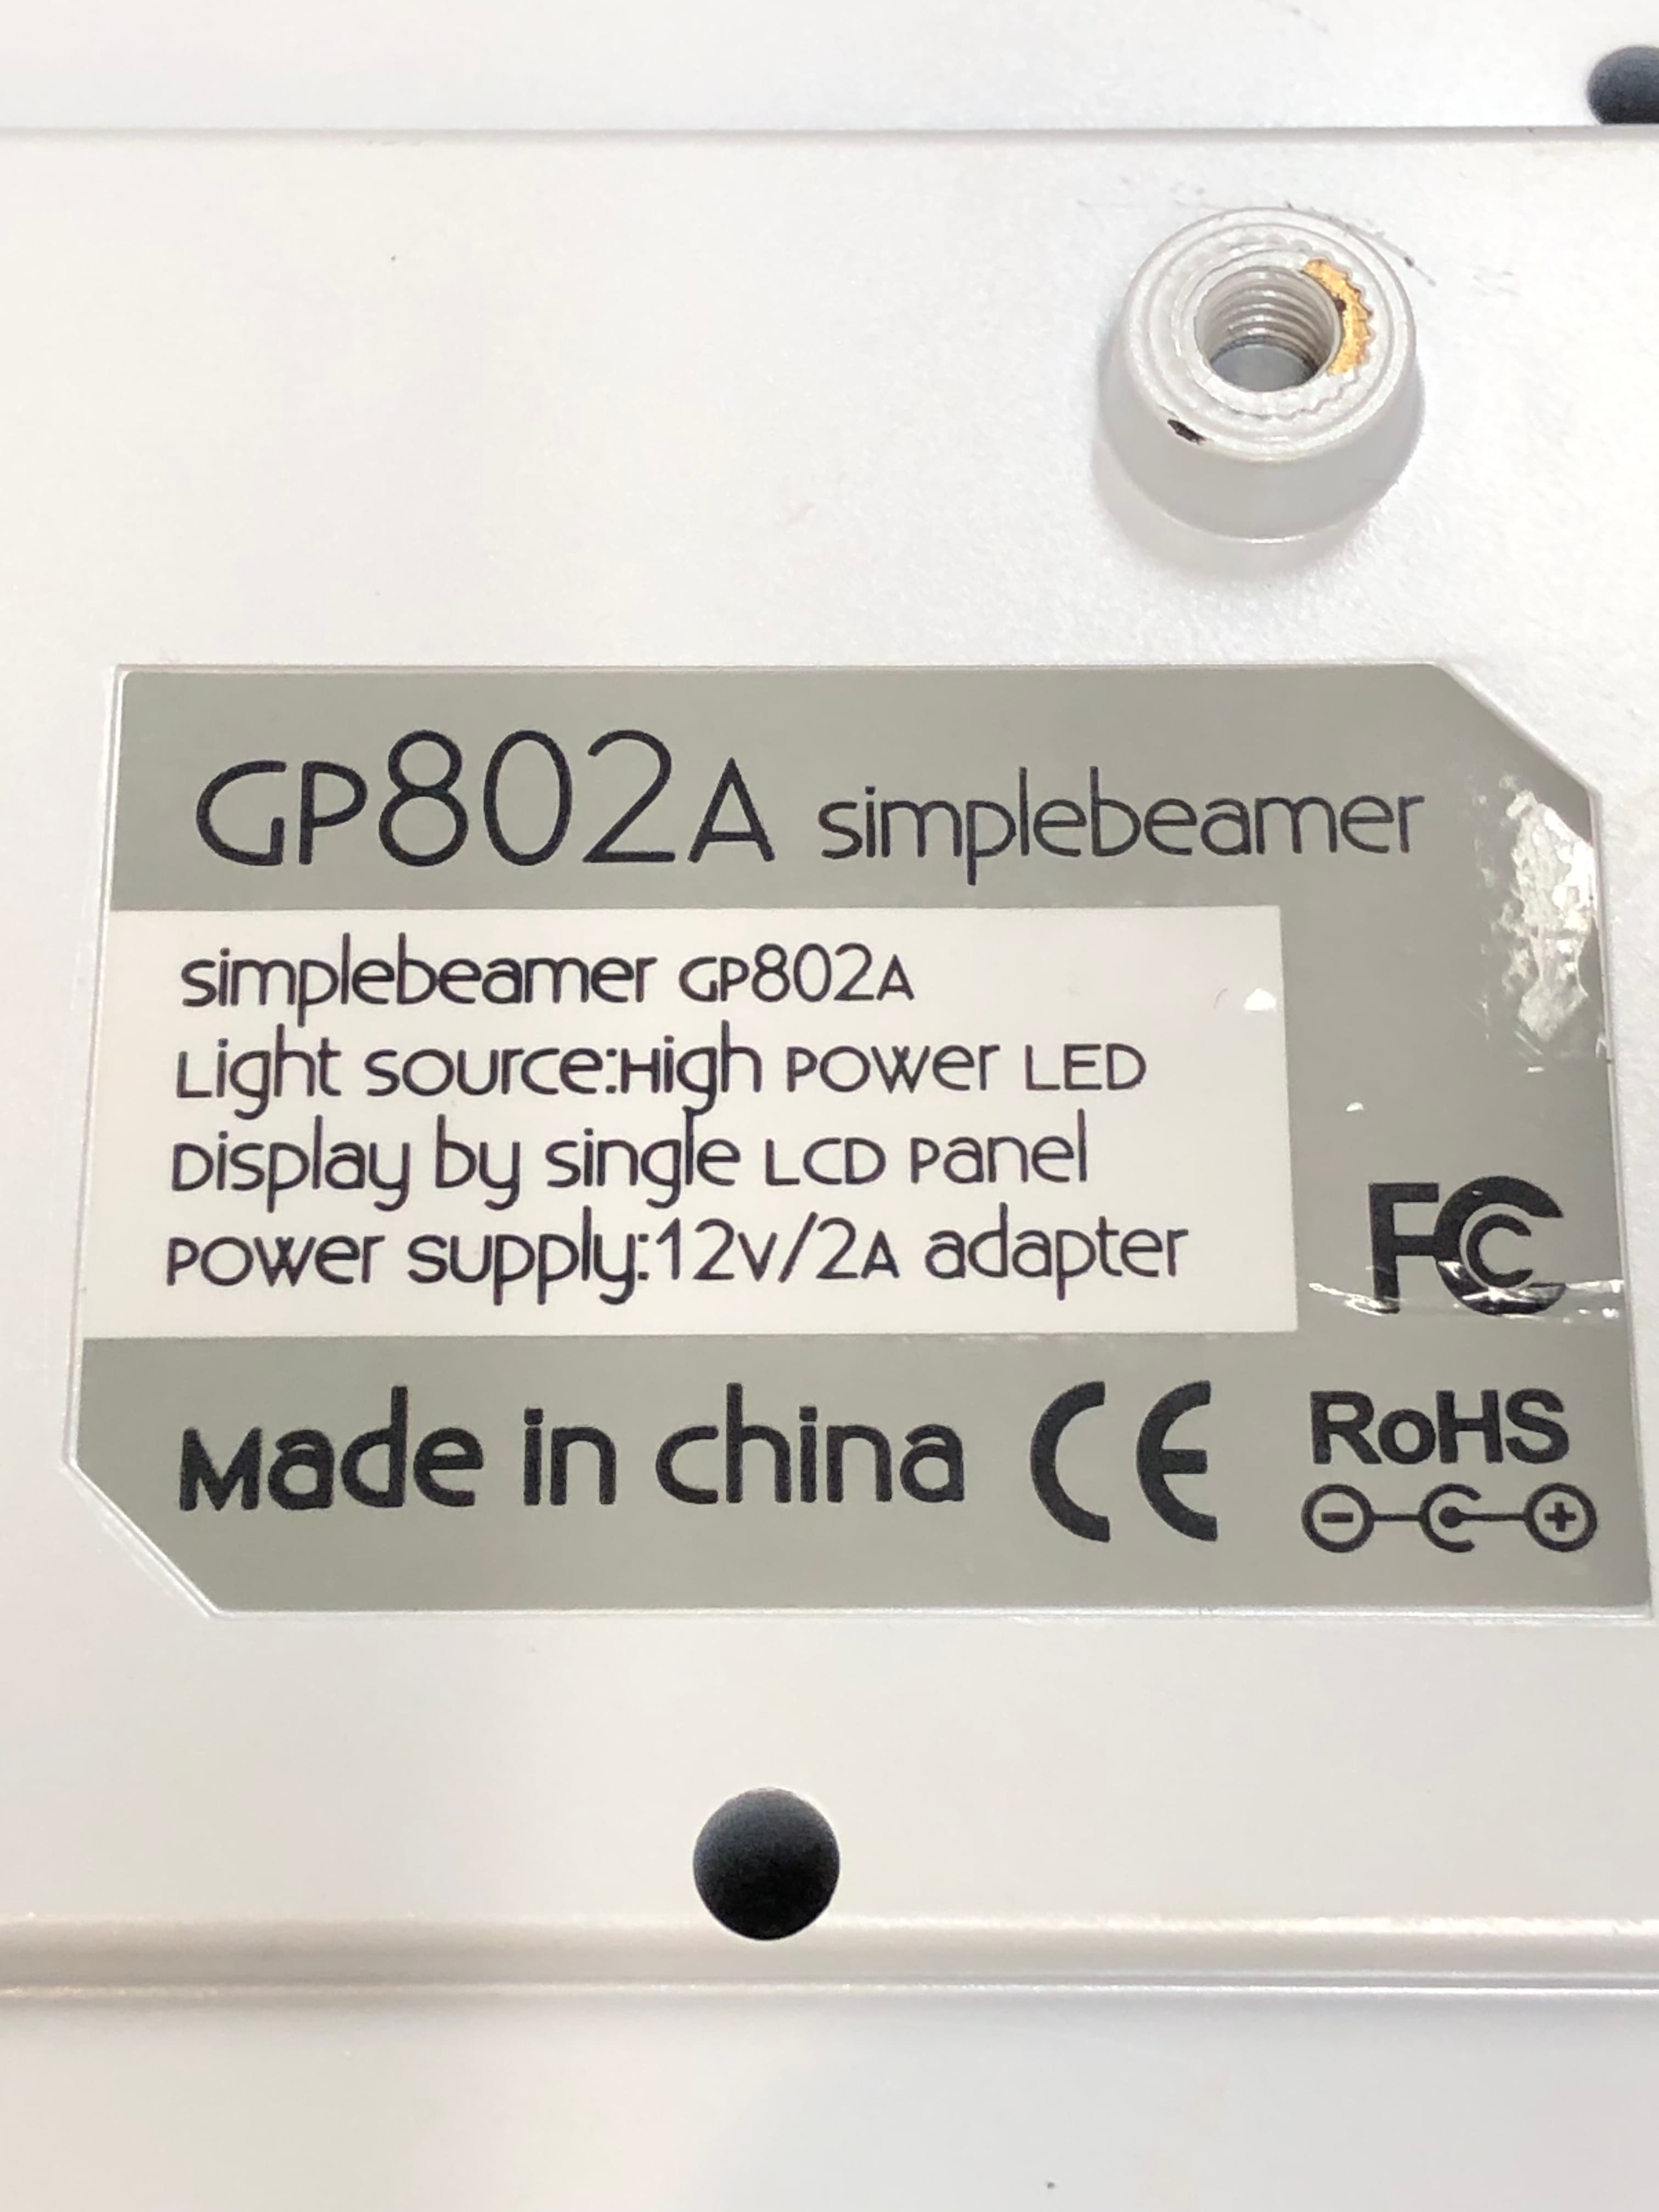 GP802A simplebeamer
simplebeamer GP802A
Light source:High Power LED
Display by single LCD Panel
Power supply:12V/2A adapter
FC
Made in china CE RoHS